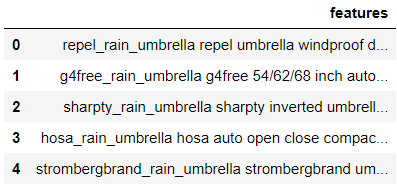 features
0 repel_rain_umbrella repel umbrella windproof d...
1 g4free_rain_umbrella g4free 54/62/68 inch auto...
2 sharpty_rain_umbrella sharpty inverted umbrell...
3 hosa_rain_umbrella hosa auto open close compac...
4 strombergbrand_rain_umbrella strombergbrand um...